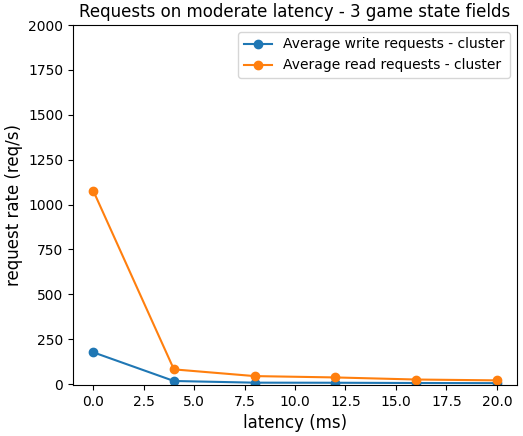 Requests on moderate latency - 3 game state fields
Average write requests - cluster
Average read requests - cluster
request rate (req/s)
2000
1750
1500
1250
1000
750
500
250
0
0.0 2.5 5.0 7.5 10.0 12.5 15.0 17.5 20.0
latency (ms)